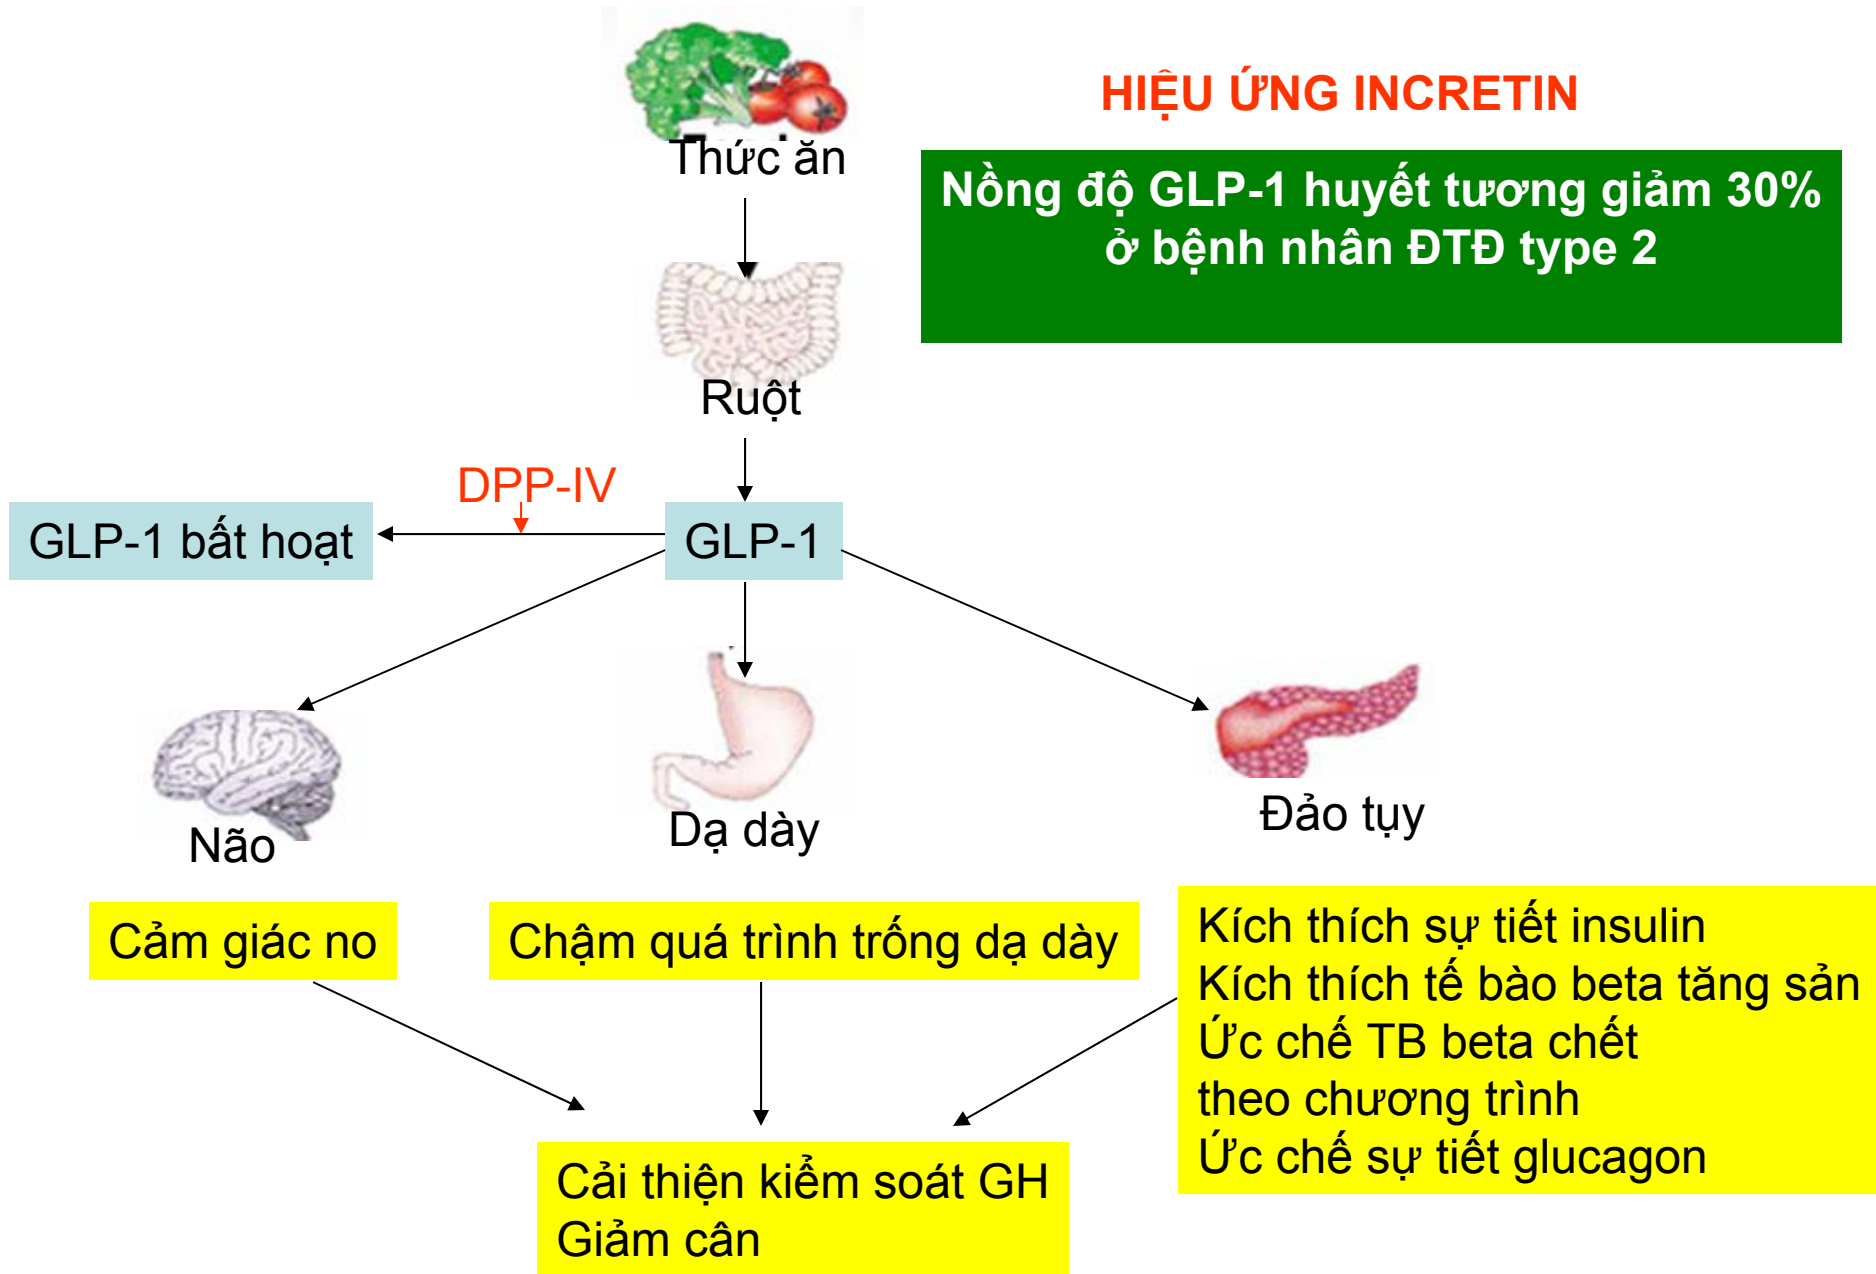 HIỆU ỨNG INCRETIN
Thức ăn
Nồng độ GLP-1 huyết tương giảm 30%
ở bệnh nhân ĐTĐ type 2
Ruột
DPP-IV
GLP-1 bất hoạt
GLP-1
Não
Dạ dày
Đảo tụy
Cảm giác no
Chậm quá trình trống dạ dày
Kích thích sự tiết insulin
Kích thích tế bào beta tăng sản
Ức chế TB beta chết
theo chương trình
Ức chế sự tiết glucagon
Cải thiện kiểm soát GH
Giảm cân